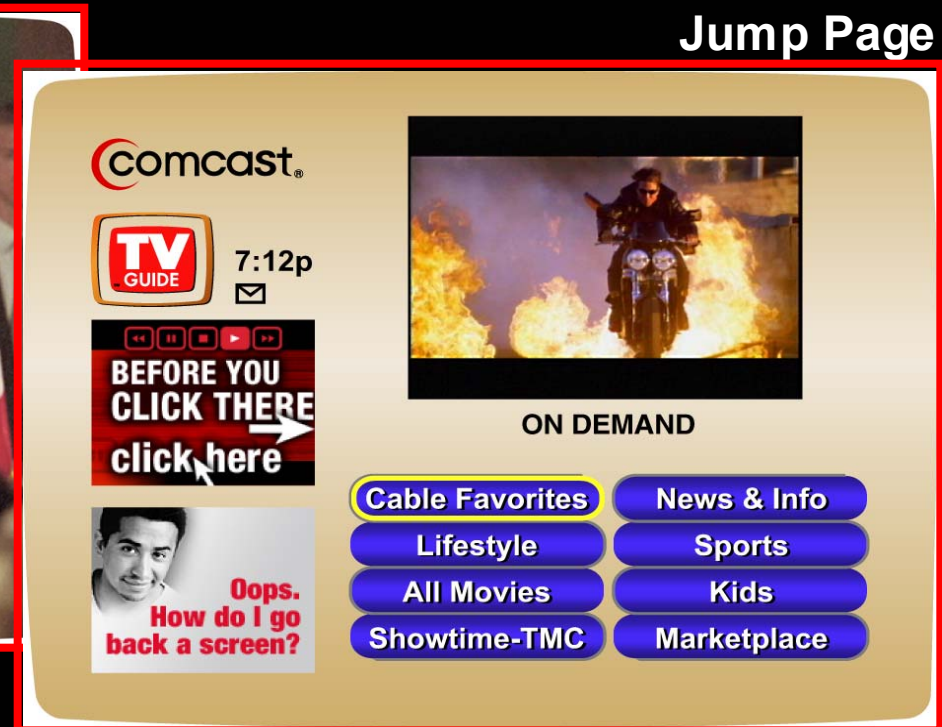 Jump Page
comcast®
TV
GUIDE
7:12p
BEFORE YOU
CLICK THERE
click here
Oops.
How do I go
back a screen?
ON DEMAND
Cable Favorites
News & Info
Lifestyle
Sports
All Movies
Kids
Showtime-TMC
Marketplace